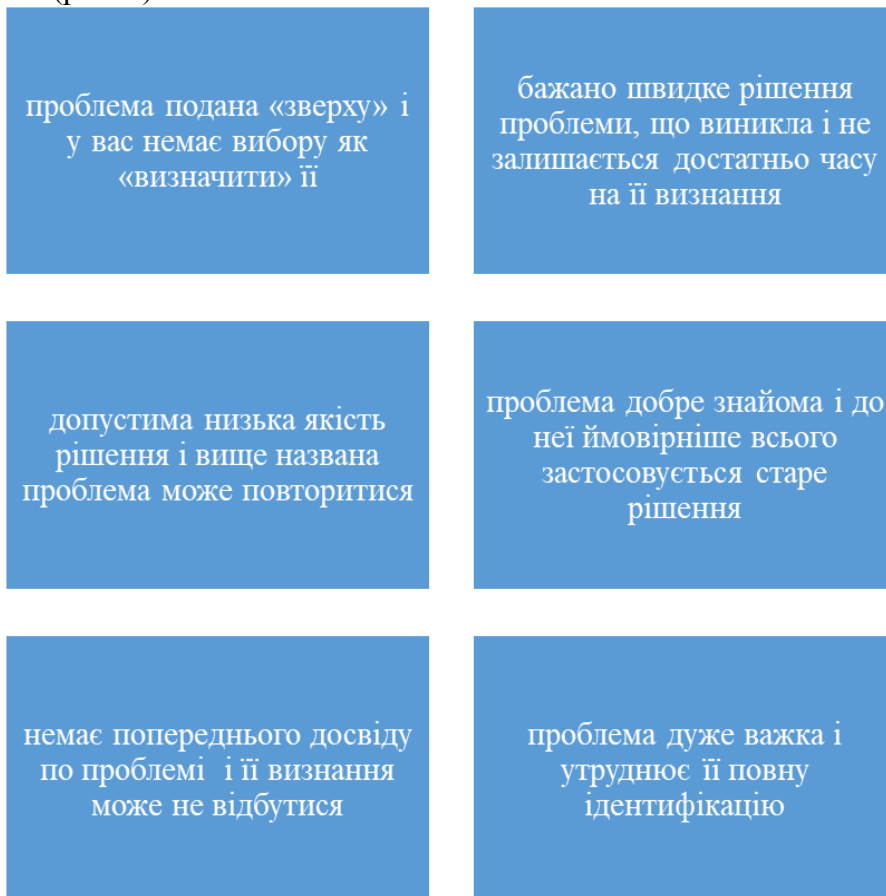 проблема подана «зверху» і
у вас немає вибору як
«визначити» її
бажано швидке рішення
проблеми, що виникла і не
залишається достатньо часу
на її визнання
допустима низька якість
рішення і вище названа
проблема може повторитися
проблема добре знайома і до
неї ймовірніше всього
застосовується старе
рішення
немає попереднього досвіду
по проблемі і її визнання
може не відбутися
проблема дуже важка і
утруднює її повну
ідентифікацію